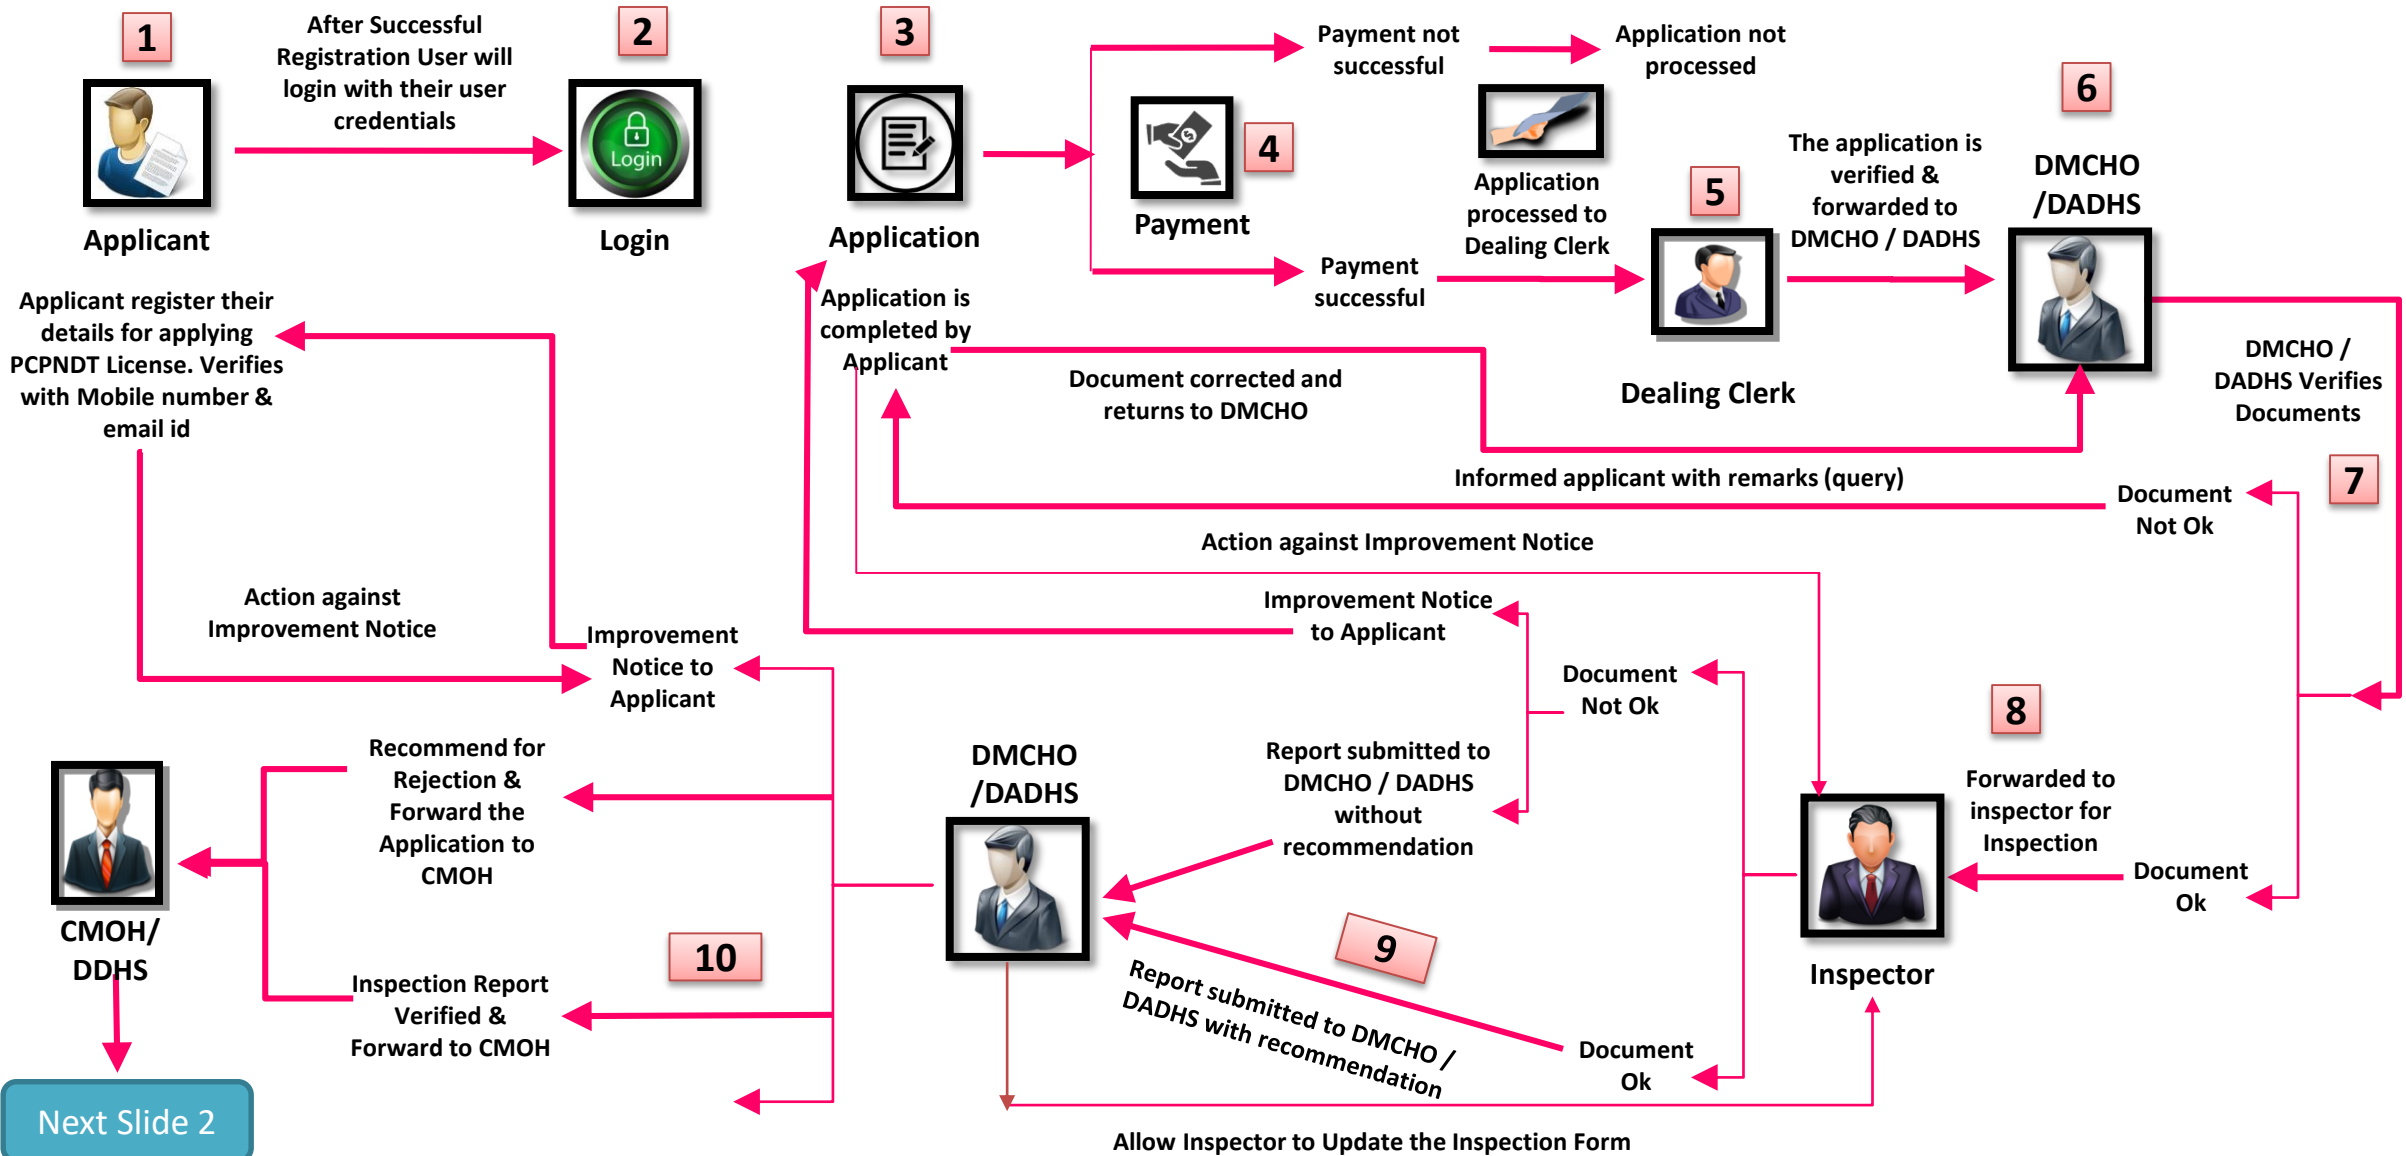 1
After Successful
Registration User will
login with their user
credentials
2
Login
3
Payment not
successful
Application not
processed
6
Applicant
Login
Application
4
Payment
Application
processed to
Dealing Clerk
5
The application is
verified &
forwarded to
DMCHO / DADHS
DMCHO
/DADHS
Applicant register their
details for applying
PCPNDT License. Verifies
with Mobile number &
email id
Application is
completed by
Applicant
Payment
successful
Document corrected and
returns to DMCHO
Dealing Clerk
DMCHO /
DADHS Verifies
Documents
Informed applicant with remarks (query)
7
Document
Not Ok
Action against Improvement Notice
Action against
Improvement Notice
Improvement
Notice to
Applicant
Improvement Notice
to Applicant
Document
Not Ok
8
Recommend for
Rejection &
Forward the
Application to
CMOH
DMCHO
/DADHS
Report submitted to
DMCHO / DADHS
without
recommendation
Forwarded to
inspector for
Inspection
Document
Ok
CMOH/
DDHS
10
9
Inspector
Inspection Report
Verified &
Forward to CMOH
Report submitted to DMCHO /
DADHS with recommendation
Document
Ok
Next Slide 2
Allow Inspector to Update the Inspection Form